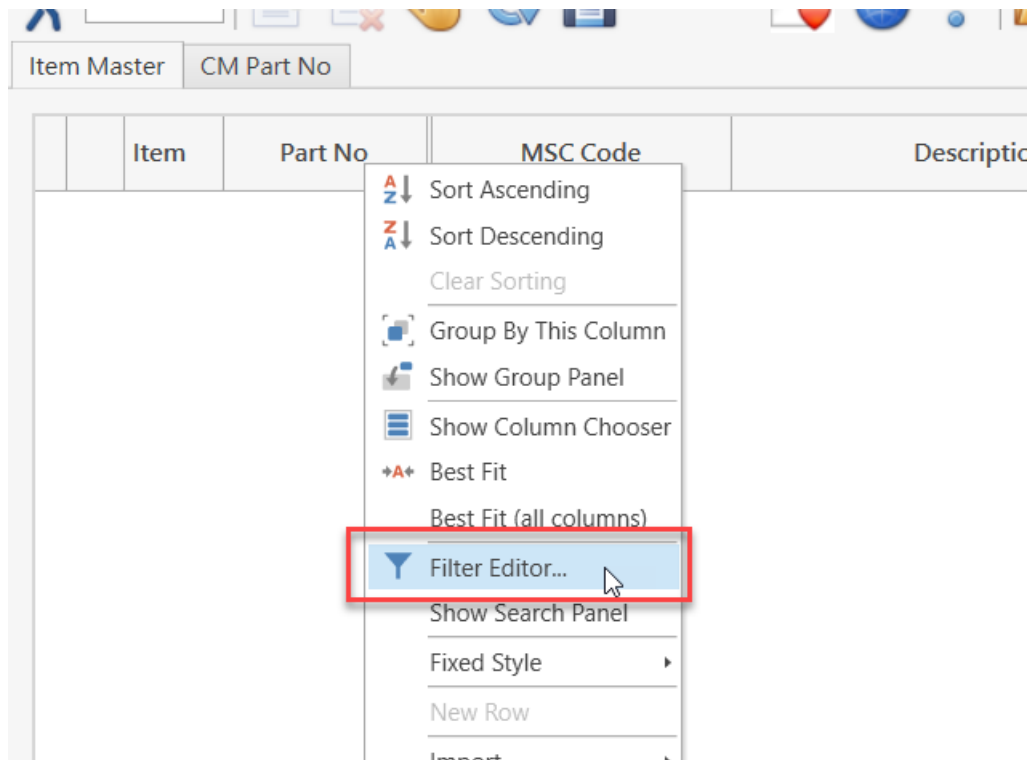 Item Master CM Part No
Item Part No MSC Code Descriptio
Sort Ascending
Sort Descending
Clear Sorting
Group By This Column
Show Group Panel
Show Column Chooser
Best Fit
Best Fit (all columns)
Filter Editor...
Show Search Panel
Fixed Style
New Row
Import